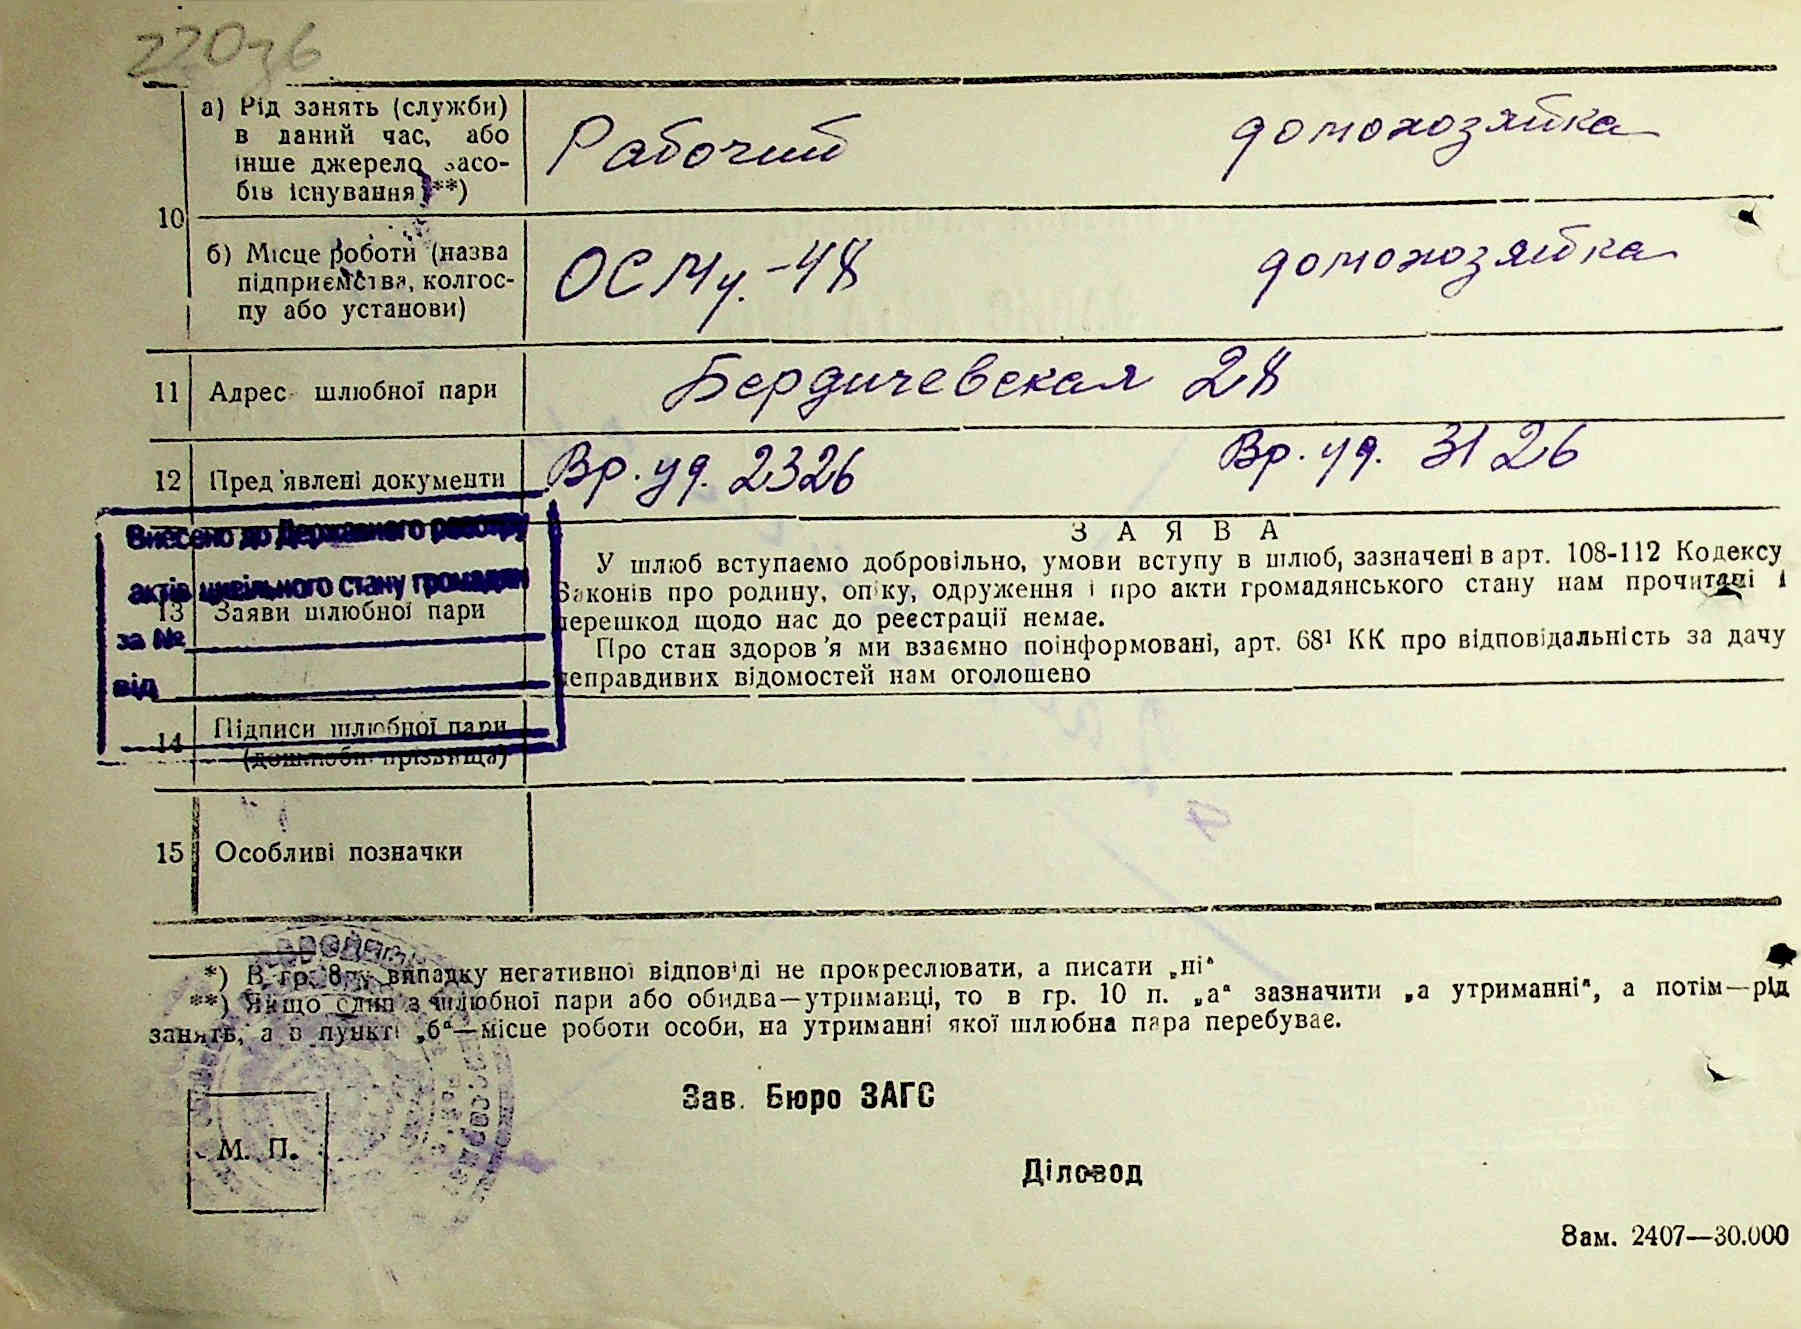 а) Рід занять (служби)
в даний час, або
інше джерело засо-
бів існування **)
Рабочий домохозяйка
10
б) Місце роботи (назва
підприємства, колгос-
пу або установи)
ОСМч.-48 домохозяйка
11 Адрес шлюбної пари Бердичевская 28
12 Пред'явлені документи Вр. уд. 2326 Вр. уд. 3126
Внесено до Державного реєстру
актів цивільного стану громадян
за №
від
З А Я В А
У шлюб вступаємо добровільно, умови вступу в шлюб, зазначені в арт. 108-112 Кодексу
Законів про родину, опіку, одруження і про акти громадянського стану нам прочитані і
перешкод щодо нас до реєстрації немає.
13 Заяви шлюбної пари
Про стан здоров'я ми взаємно поінформовані, арт. 68¹ КК про відповідальність за дачу
неправдивих відомостей нам оголошено
14 Підписи шлюбної пари
(дошлюбні прізвища)
15 Особливі позначки
*) В гр. 8 у випадку негативної відповіді не прокреслювати, а писати „ні“
**) Якщо один з шлюбної пари або обидва—утриманці, то в гр. 10 п. „а“ зазначити „а утриманні“, а потім—рід
занять, а в пункті „б“—місце роботи особи, на утриманні якої шлюбна пара перебуває.
Зав. Бюро ЗАГС
М. П.
Діловод
Зам. 2407—30.000